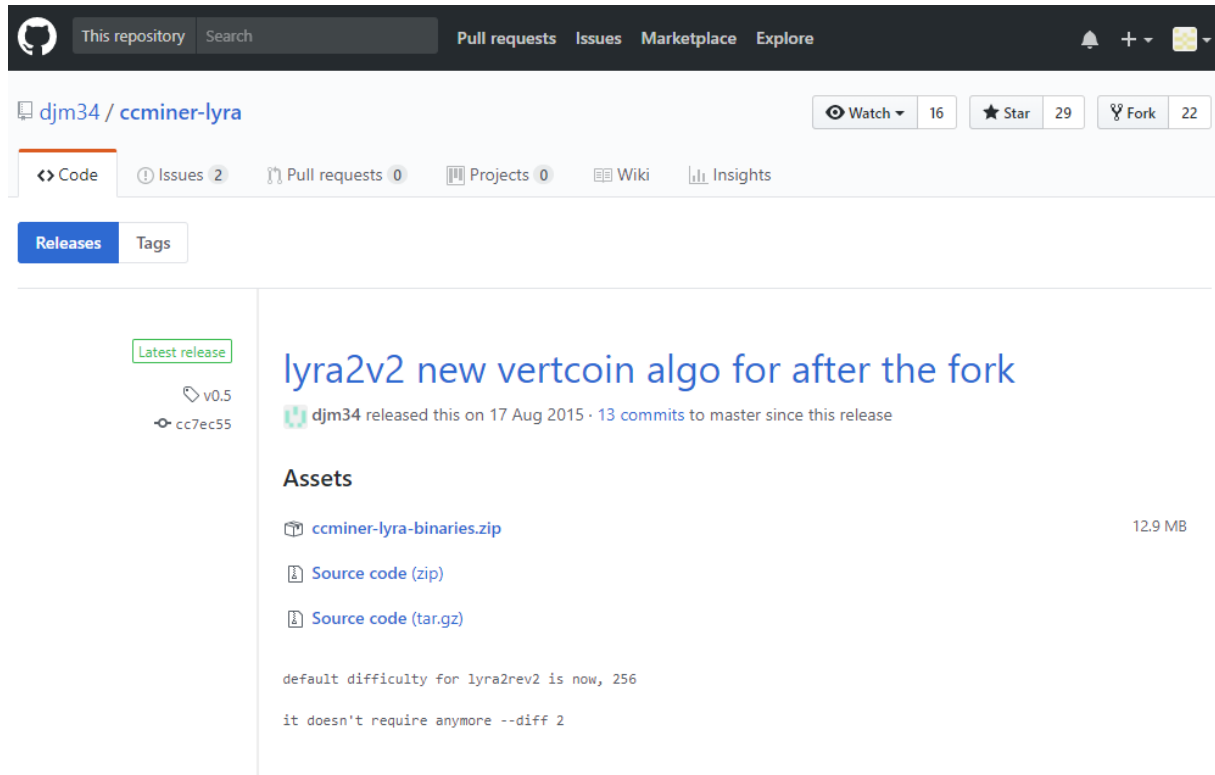 This repository Search Pull requests Issues Marketplace Explore
djm34 / ccminer-lyra Watch 16 Star 29 Fork 22
Code Issues 2 Pull requests 0 Projects 0 Wiki Insights
Releases Tags
Latest release
v0.5
cc7ec55
lyra2v2 new vertcoin algo for after the fork
djm34 released this on 17 Aug 2015 · 13 commits to master since this release
Assets
ccminer-lyra-binaries.zip 12.9 MB
Source code (zip)
Source code (tar.gz)
default difficulty for lyra2rev2 is now, 256
it doesn't require anymore --diff 2